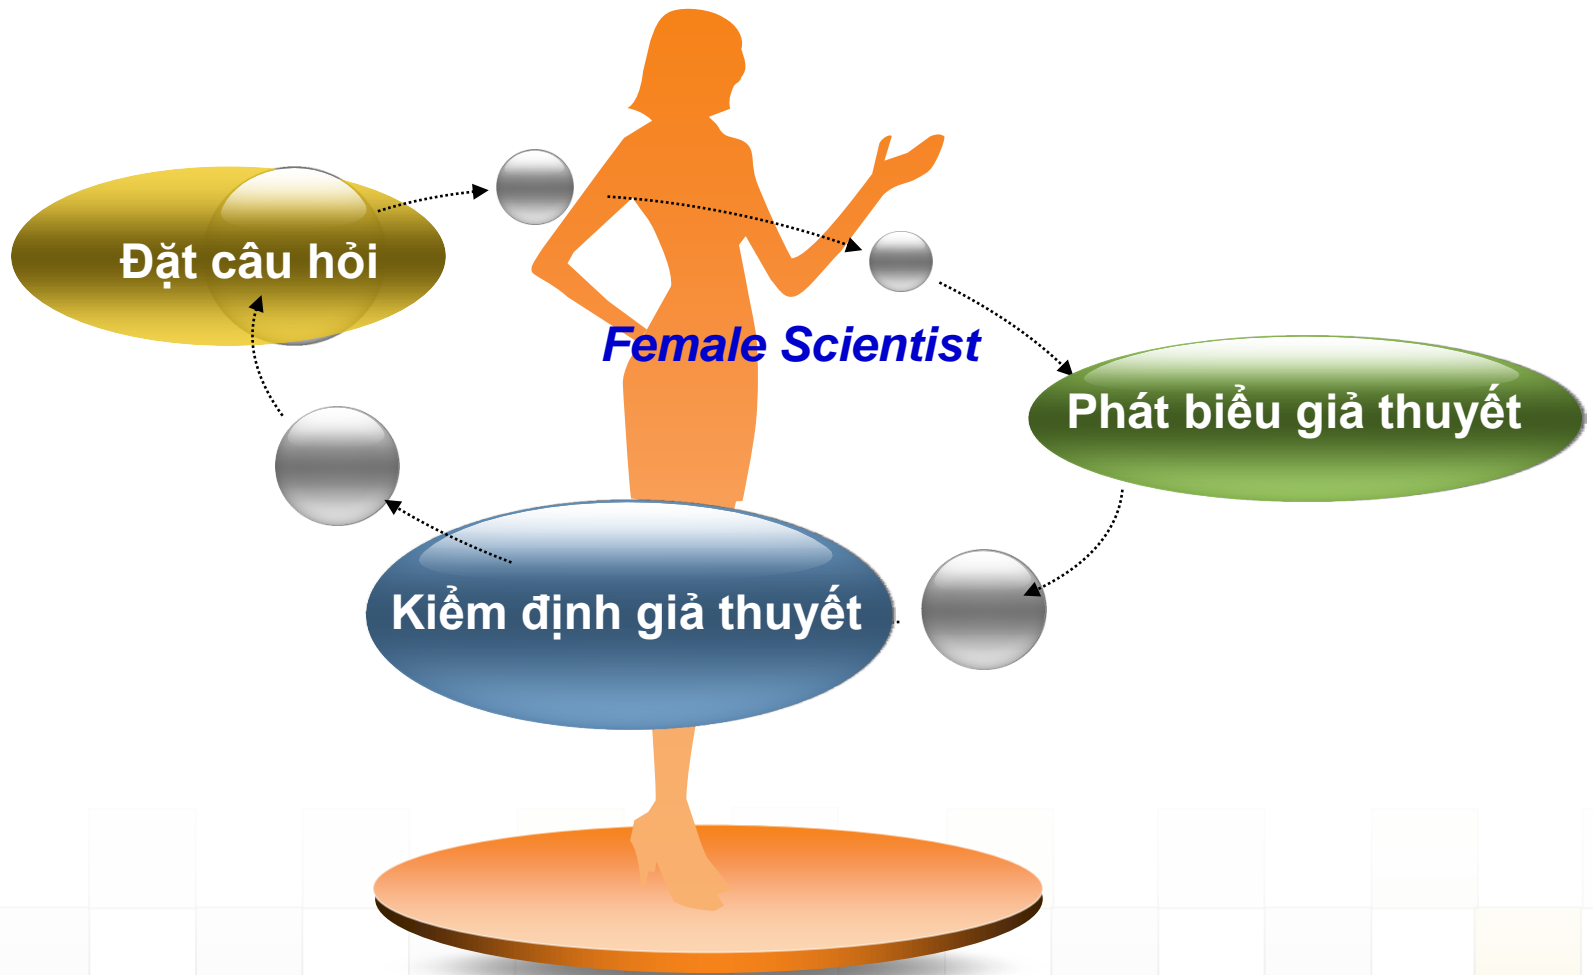 Đặt câu hỏi
Female Scientist
Phát biểu giả thuyết
Kiểm định giả thuyết